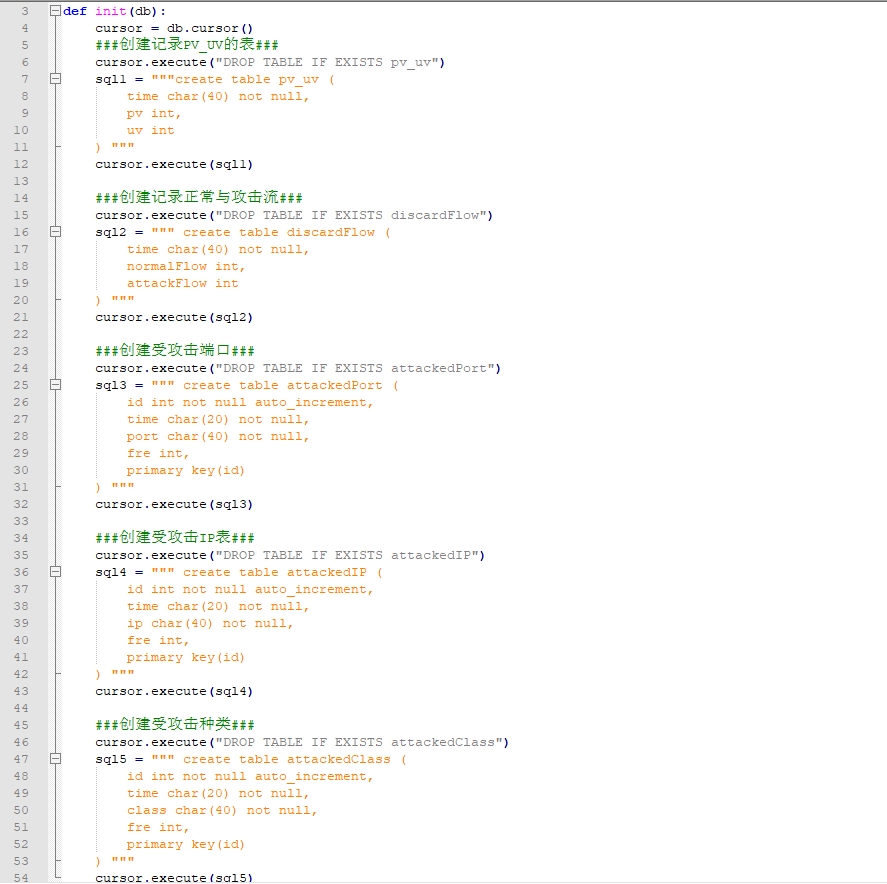 3 def init(db):
4 cursor = db.cursor()
5 ###创建记录PV_UV的表###
6 cursor.execute("DROP TABLE IF EXISTS pv_uv")
7 sql1 = """create table pv_uv (
8 time char(40) not null,
9 pv int,
10 uv int
11 ) """
12 cursor.execute(sql1)
13
14 ###创建记录正常与攻击流###
15 cursor.execute("DROP TABLE IF EXISTS discardFlow")
16 sql2 = """ create table discardFlow (
17 time char(40) not null,
18 normalFlow int,
19 attackFlow int
20 ) """
21 cursor.execute(sql2)
22
23 ###创建受攻击端口###
24 cursor.execute("DROP TABLE IF EXISTS attackedPort")
25 sql3 = """ create table attackedPort (
26 id int not null auto_increment,
27 time char(20) not null,
28 port char(40) not null,
29 fre int,
30 primary key(id)
31 ) """
32 cursor.execute(sql3)
33
34 ###创建受攻击IP表###
35 cursor.execute("DROP TABLE IF EXISTS attackedIP")
36 sql4 = """ create table attackedIP (
37 id int not null auto_increment,
38 time char(20) not null,
39 ip char(40) not null,
40 fre int,
41 primary key(id)
42 ) """
43 cursor.execute(sql4)
44
45 ###创建受攻击种类###
46 cursor.execute("DROP TABLE IF EXISTS attackedClass")
47 sql5 = """ create table attackedClass (
48 id int not null auto_increment,
49 time char(20) not null,
50 class char(40) not null,
51 fre int,
52 primary key(id)
53 ) """
54 cursor.execute(sql5)